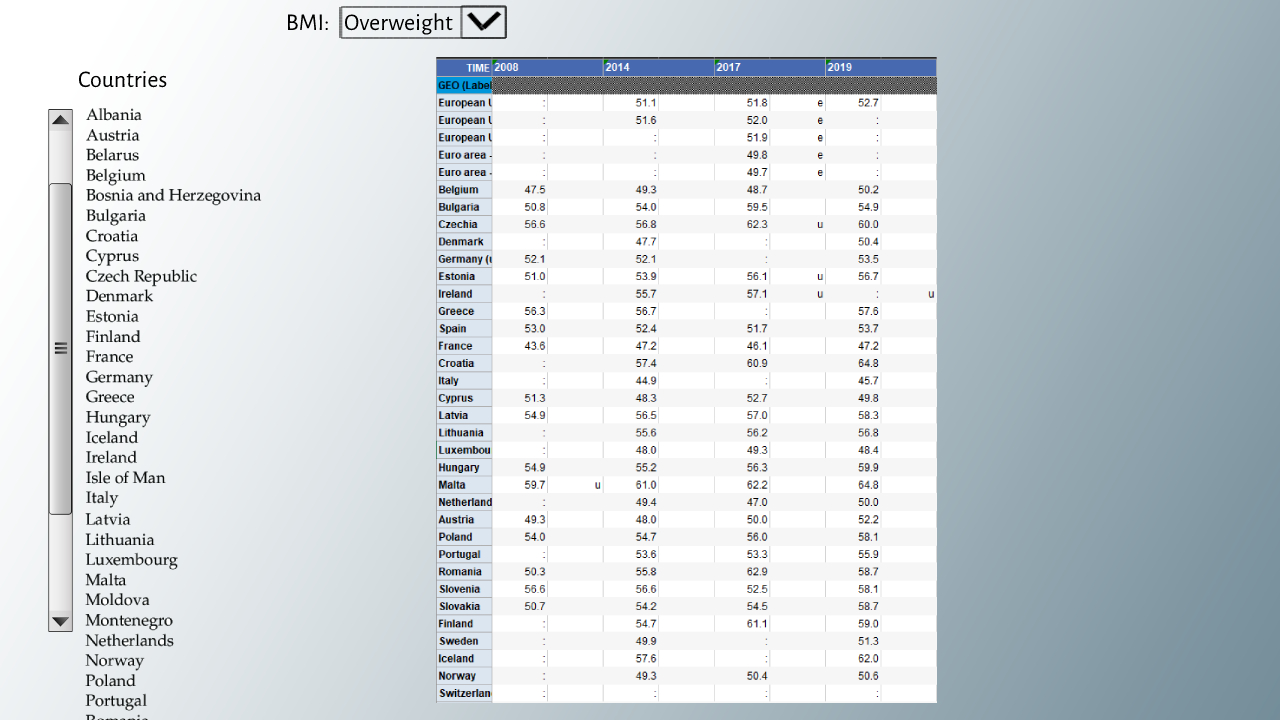 BMI: Overweight
Countries
Albania
Austria
Belarus
Belgium
Bosnia and Herzegovina
Bulgaria
Croatia
Cyprus
Czech Republic
Denmark
Estonia
Finland
France
Germany
Greece
Hungary
Iceland
Ireland
Isle of Man
Italy
Latvia
Lithuania
Luxembourg
Malta
Moldova
Montenegro
Netherlands
Norway
Poland
Portugal
TIME 2008 2014 2017 2019
GEO (Label
European : 51.1 51.8 e 52.7
European : 51.6 52.0 e :
European : : 51.9 e :
Euro area - : : 49.8 e :
Euro area - : : 49.7 e :
Belgium 47.5 49.3 48.7 50.2
Bulgaria 50.8 54.0 59.5 54.9
Czechia 56.6 56.8 62.3 u 60.0
Denmark : 47.7 : 50.4
Germany ( 52.1 52.1 : 53.5
Estonia 51.0 53.9 56.1 u 56.7
Ireland : 55.7 57.1 u : u
Greece 56.3 56.7 : 57.6
Spain 53.0 52.4 51.7 53.7
France 43.6 47.2 46.1 47.2
Croatia : 57.4 60.9 64.8
Italy : 44.9 : 45.7
Cyprus 51.3 48.3 52.7 49.8
Latvia 54.9 56.5 57.0 58.3
Lithuania : 55.6 56.2 56.8
Luxembou : 48.0 49.3 48.4
Hungary 54.9 55.2 56.3 59.9
Malta 59.7 u 61.0 62.2 64.8
Netherland : 49.4 47.0 50.0
Austria 49.3 48.0 50.0 52.2
Poland 54.0 54.7 56.0 58.1
Portugal : 53.6 53.3 55.9
Romania 50.3 55.8 62.9 58.7
Slovenia 56.6 56.6 52.5 58.1
Slovakia 50.7 54.2 54.5 58.7
Finland : 54.7 61.1 59.0
Sweden : 49.9 : 51.3
Iceland : 57.6 : 62.0
Norway : 49.3 50.4 50.6
Switzerlan : : : :